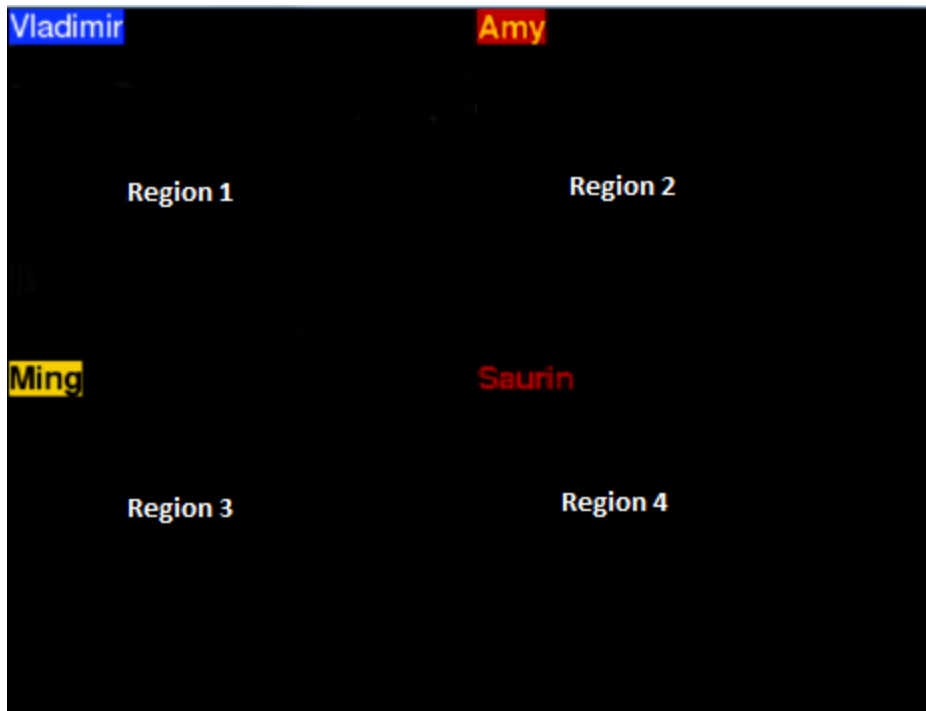 Vladimir
Amy
Region 1
Region 2
Ming
Saurin
Region 3
Region 4